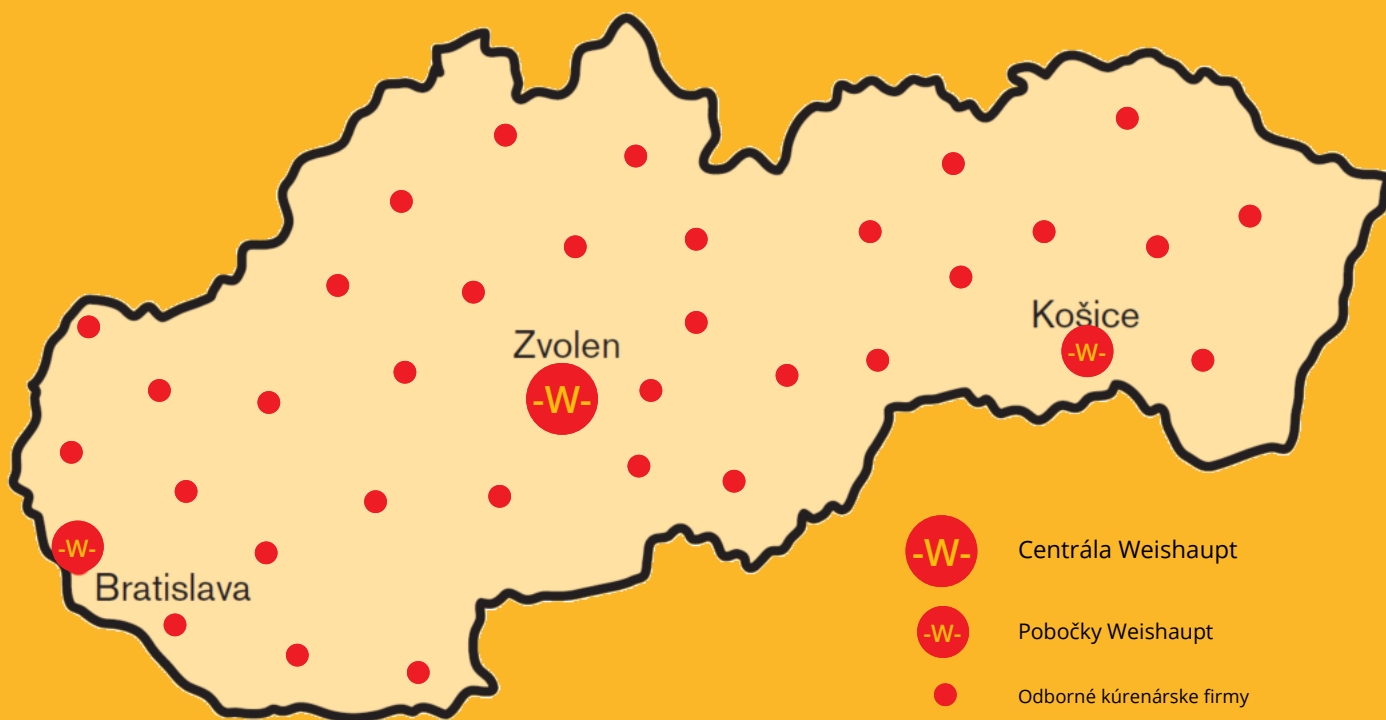 Zvolen
-W-
Košice
-W-
-W-
Bratislava
-W- Centrála Weishaupt
-W- Pobočky Weishaupt
Odborné kúrenárske firmy